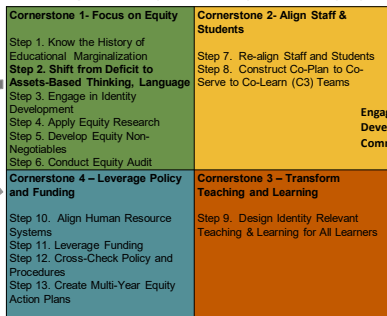 Cornerstone 1- Focus on Equity
Step 1. Know the History of
Educational Marginalization
Step 2. Shift from Deficit to
Assets-Based Thinking, Language
Step 3. Engage in Identity
Development
Step 4. Apply Equity Research
Step 5. Develop Equity Non-
Negotiables
Step 6. Conduct Equity Audit
Cornerstone 2- Align Staff &
Students
Step 7. Re-align Staff and Students
Step 8. Construct Co-Plan to Co-
Serve to Co-Learn (C3) Teams
Cornerstone 4 – Leverage Policy
and Funding
Step 10. Align Human Resource
Systems
Step 11. Leverage Funding
Step 12. Cross-Check Policy and
Procedures
Step 13. Create Multi-Year Equity
Action Plans
Cornerstone 3 – Transform
Teaching and Learning
Step 9. Design Identity Relevant
Teaching & Learning for All Learners